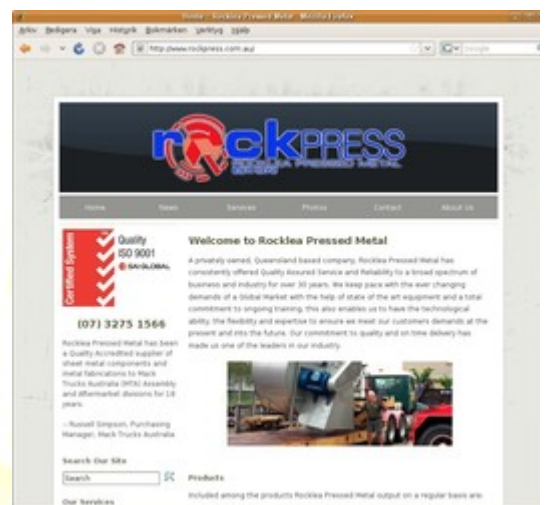 Home :: Rocklea Pressed Metal - Mozilla Firefox
Arkiv Redigera Visa Historik Bokmärken Verktyg Hjälp
http://www.rockpress.com.au/
Google
rockPRESS
ROCKLEA PRESSED METAL
Home News Services Photos Contact About Us
Certified System
Quality
ISO 9001
SAI GLOBAL
(07) 3275 1566
Rocklea Pressed Metal has been
a Quality Accredited supplier of
sheet metal components and
metal fabrications to Mack
Trucks Australia (MTA) Assembly
and Aftermarket divisions for 18
years.
- Russell Simpson, Purchasing
Manager, Mack Trucks Australia
Search Our Site
Search
Our Services
Welcome to Rocklea Pressed Metal
A privately owned, Queensland based company, Rocklea Pressed Metal has
consistently offered Quality Assured Service and Reliability to a broad spectrum of
business and industry for over 30 years. We keep pace with the ever changing
demands of a Global Market with the help of state of the art equipment and a total
commitment to ongoing training, this also enables us to have the technological
ability, the flexibility and expertise to ensure we meet our customers demands at the
present and into the future. Our commitment to quality and on time delivery has
made us one of the leaders in our industry.
Products
Included among the products Rocklea Pressed Metal output on a regular basis are: